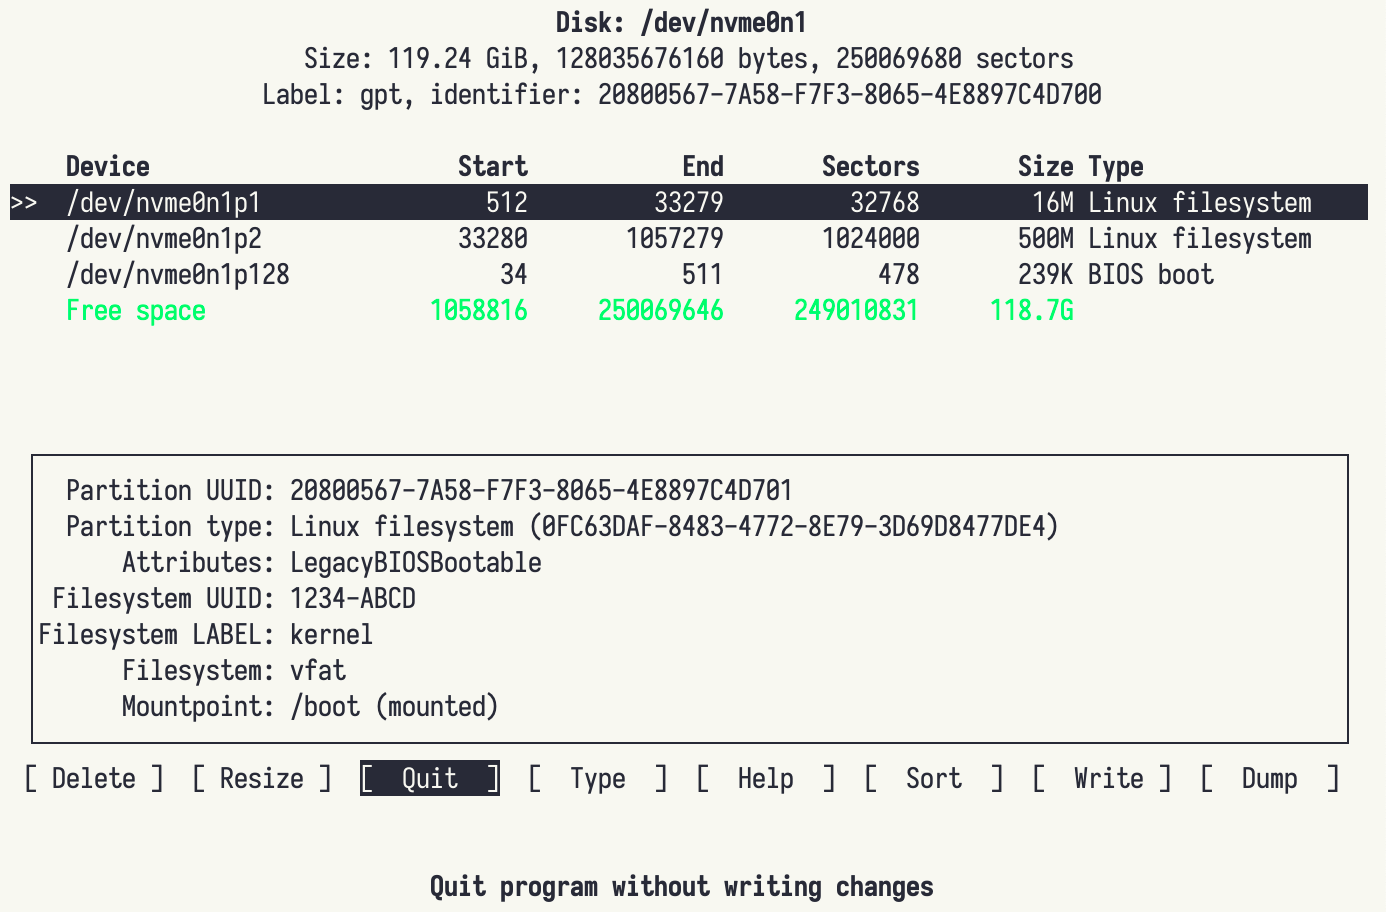 Disk: /dev/nvme0n1
Size: 119.24 GiB, 128035676160 bytes, 250069680 sectors
Label: gpt, identifier: 20800567-7A58-F7F3-8065-4E8897C4D700
Device Start End Sectors Size Type
>> /dev/nvme0n1p1 512 33279 32768 16M Linux filesystem
/dev/nvme0n1p2 33280 1057279 1024000 500M Linux filesystem
/dev/nvme0n1p128 34 511 478 239K BIOS boot
Free space 1058816 250069646 249010831 118.7G
Partition UUID: 20800567-7A58-F7F3-8065-4E8897C4D701
Partition type: Linux filesystem (0FC63DAF-8483-4772-8E79-3D69D8477DE4)
Attributes: LegacyBIOSBootable
Filesystem UUID: 1234-ABCD
Filesystem LABEL: kernel
Filesystem: vfat
Mountpoint: /boot (mounted)
[ Delete ] [ Resize ] [ Quit ] [ Type ] [ Help ] [ Sort ] [ Write ] [ Dump ]
Quit program without writing changes